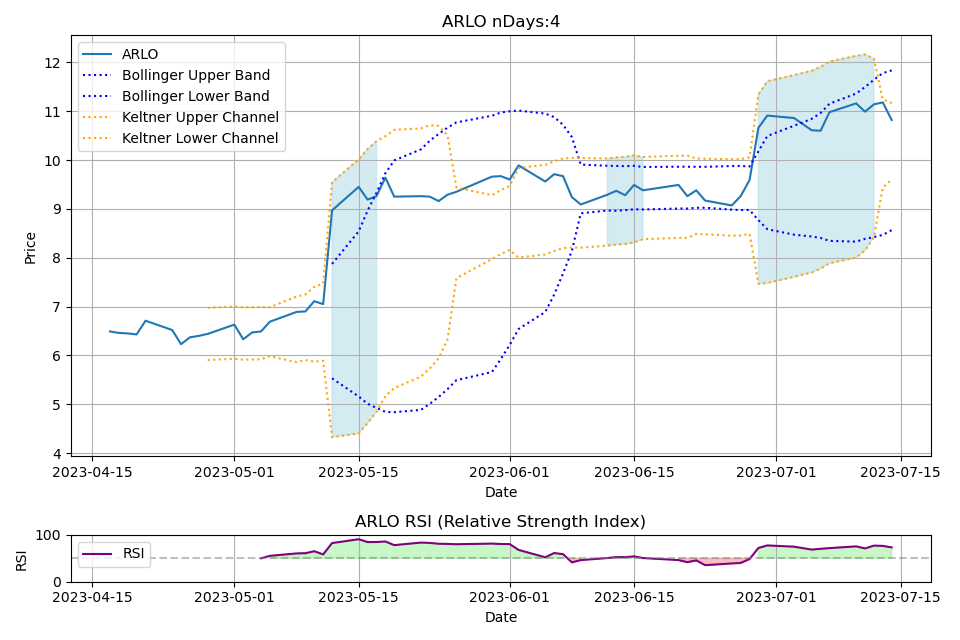 ARLO nDays:4
ARLO
Bollinger Upper Band
Bollinger Lower Band
Keltner Upper Channel
Keltner Lower Channel
12
11
10
9
8
7
6
5
4
Price
2023-04-15 2023-05-01 2023-05-15 2023-06-01 2023-06-15 2023-07-01 2023-07-15
Date
ARLO RSI (Relative Strength Index)
100
0
RSI
RSI
2023-04-15 2023-05-01 2023-05-15 2023-06-01 2023-06-15 2023-07-01 2023-07-15
Date